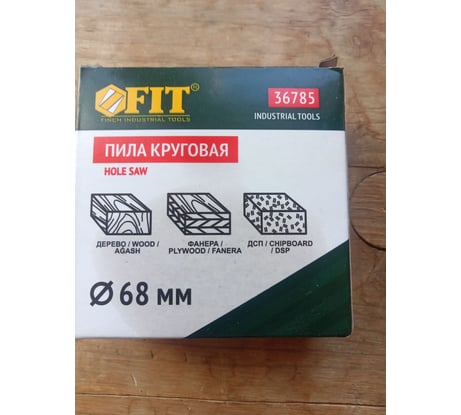 FIT®
FINCH INDUSTRIAL TOOLS
36785
INDUSTRIAL TOOLS
ПИЛА КРУГОВАЯ
HOLE SAW
ДЕРЕВО / WOOD /
AĞASH
ФАНЕРА /
PLYWOOD / FANERA
ДСП / CHIPBOARD
/ DSP
Ø 68 мм